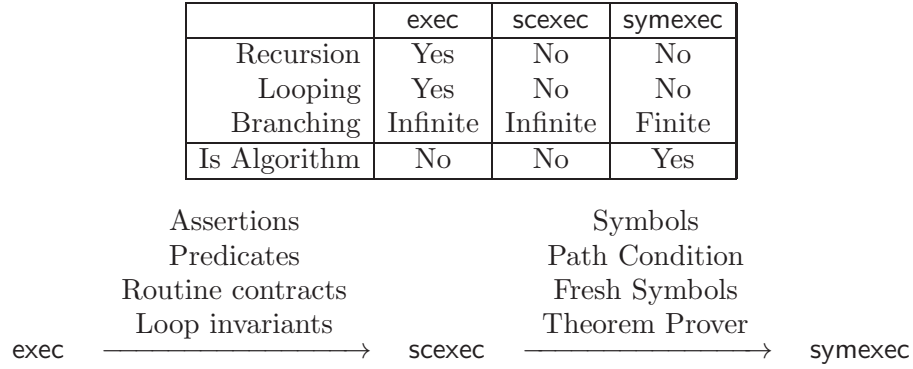 exec scexec symexec
Recursion Yes No No
Looping Yes No No
Branching Infinite Infinite Finite
Is Algorithm No No Yes
Assertions Symbols
Predicates Path Condition
Routine contracts Fresh Symbols
Loop invariants Theorem Prover
exec scexec symexec